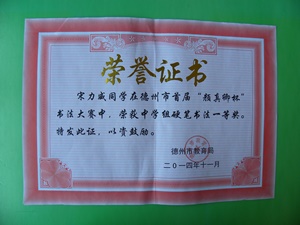 荣誉证书
宋力威同学在德州市首届“颜真卿杯”
书法大赛中，荣获中学组硬笔书法一等奖。
特发此证，以资鼓励。
德州市教育局
二〇一四年十一月